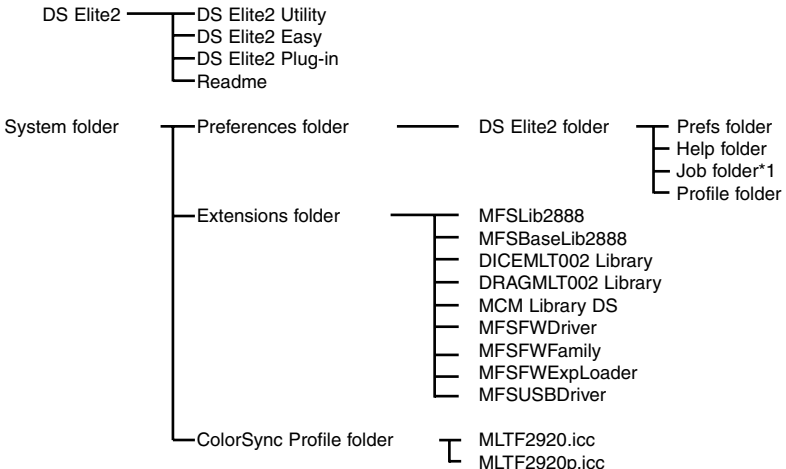 DS Elite2
DS Elite2 Utility
DS Elite2 Easy
DS Elite2 Plug-in
Readme
System folder
Preferences folder
DS Elite2 folder
Prefs folder
Help folder
Job folder*1
Profile folder
Extensions folder
MFSLib2888
MFSBaseLib2888
DICEMLT002 Library
DRAGMLT002 Library
MCM Library DS
MFSFWDriver
MFSFWFamily
MFSFWExpLoader
MFSUSBDriver
ColorSync Profile folder
MLTF2920.icc
MLTF2920p.icc